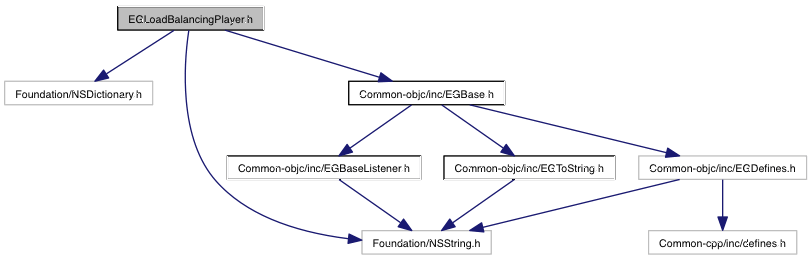 EGLoadBalancingPlayer.h
Foundation/NSDictionary.h
Common-objc/inc/EGBase.h
Common-objc/inc/EGBaseListener.h
Common-objc/inc/EGToString.h
Common-objc/inc/EGDefines.h
Foundation/NSString.h
Common-cpp/inc/defines.h